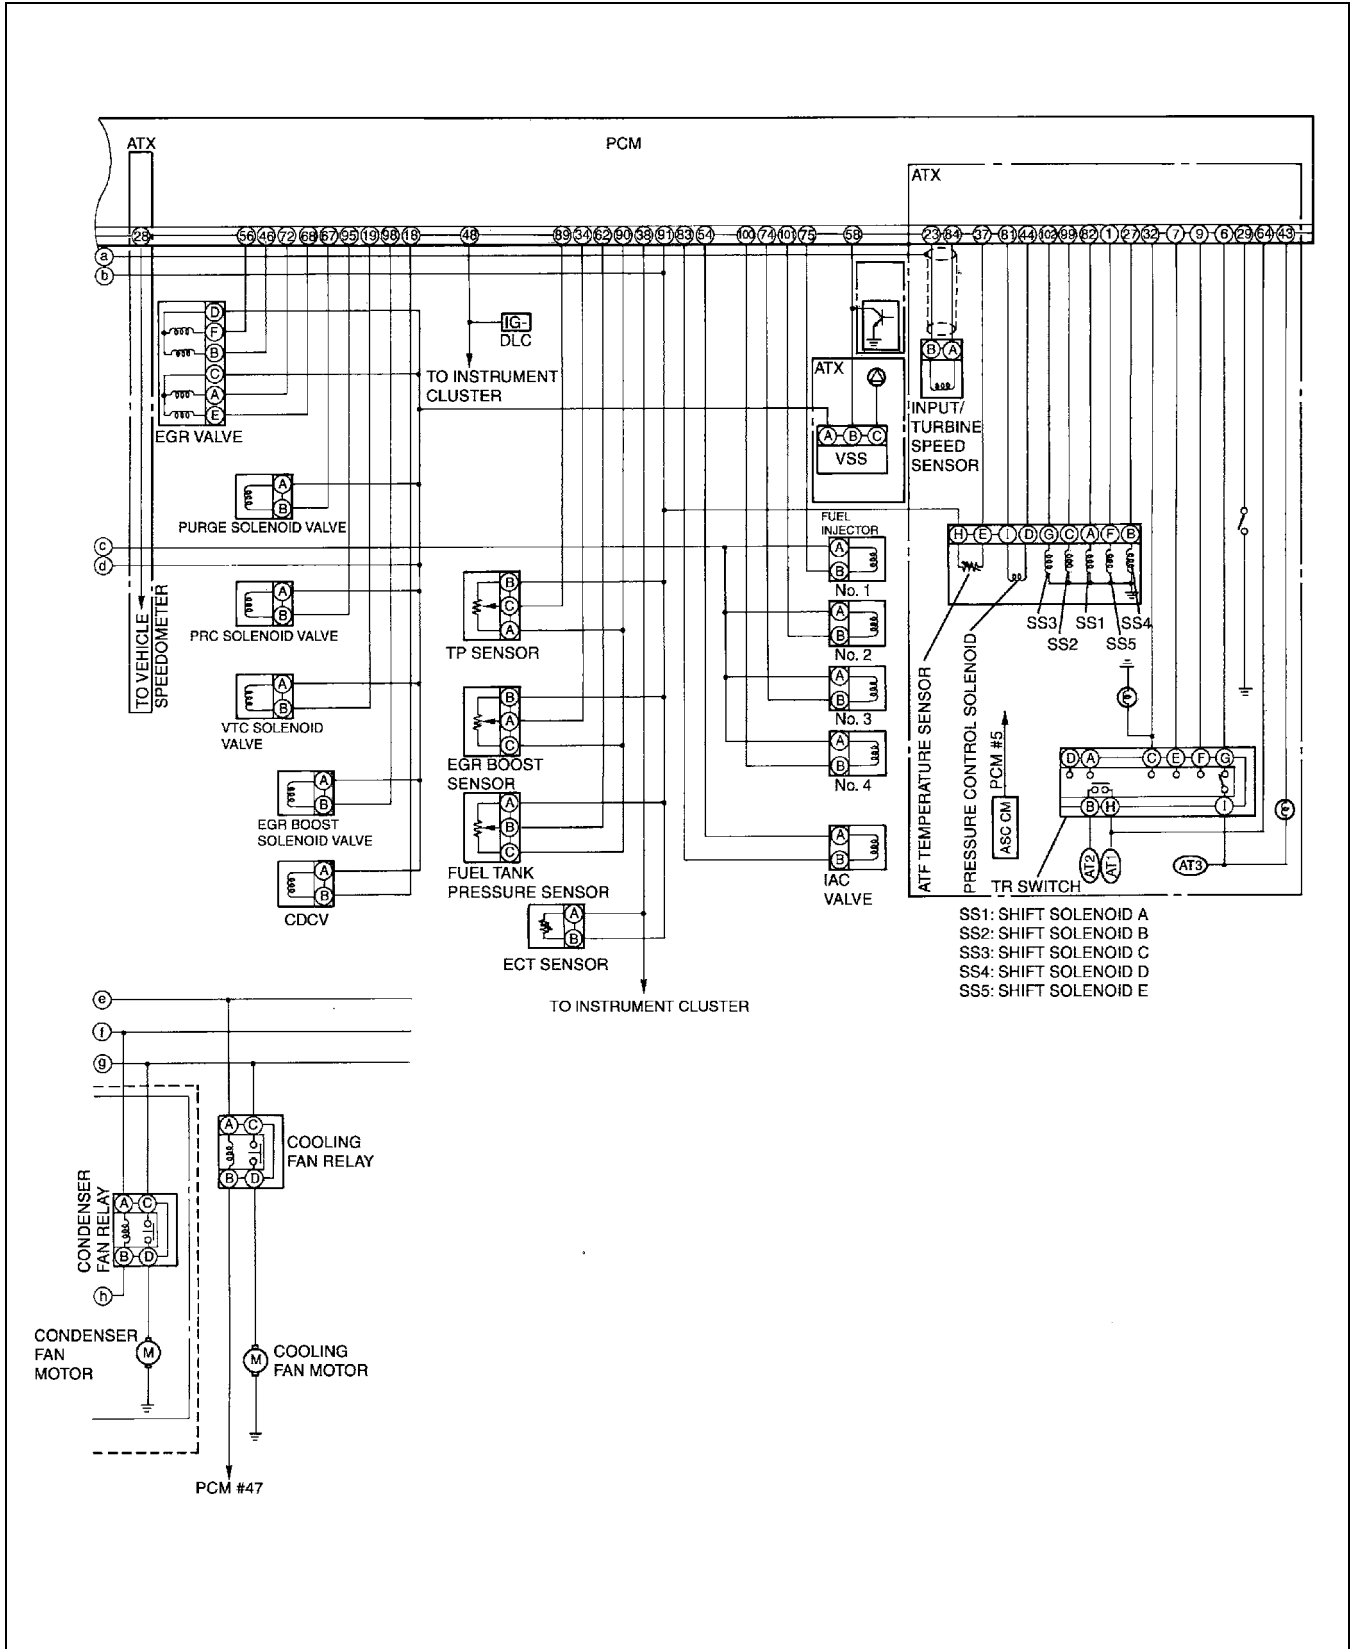 ATX
PCM
ATX
28 56 46 72 68 67 95 19 98 18 48 89 34 62 90 38 91 83 54 100 74 101 75 58 23 84 37 81 44 102 99 82 1 27 32 7 9 6 29 64 43
a
b
D
F
B
C
A
E
EGR VALVE
IG-
DLC
TO INSTRUMENT
CLUSTER
ATX
A B C
VSS
B A
INPUT/
TURBINE
SPEED
SENSOR
A
B
PURGE SOLENOID VALVE
c
d
TO VEHICLE
SPEEDOMETER
A
B
PRC SOLENOID VALVE
A
B
VTC SOLENOID
VALVE
A
B
EGR BOOST
SOLENOID VALVE
A
B
CDCV
B
C
A
TP SENSOR
B
A
C
EGR BOOST
SENSOR
A
B
C
FUEL TANK
PRESSURE SENSOR
A
B
ECT SENSOR
TO INSTRUMENT CLUSTER
FUEL
INJECTOR
A
B
No. 1
A
B
No. 2
A
B
No. 3
A
B
No. 4
A
B
IAC
VALVE
H E I D G C A F B
SS3 SS1 SS4
SS2 SS5
ATF TEMPERATURE SENSOR
PRESSURE CONTROL SOLENOID
PCM #5
ASC CM
D A C E F G
B H I
AT2 AT1 AT3
TR SWITCH
SS1: SHIFT SOLENOID A
SS2: SHIFT SOLENOID B
SS3: SHIFT SOLENOID C
SS4: SHIFT SOLENOID D
SS5: SHIFT SOLENOID E
e
f
g
A C
B D
COOLING
FAN RELAY
CONDENSER
FAN RELAY
A C
B D
h
CONDENSER
FAN
MOTOR
M
M
COOLING
FAN MOTOR
PCM #47